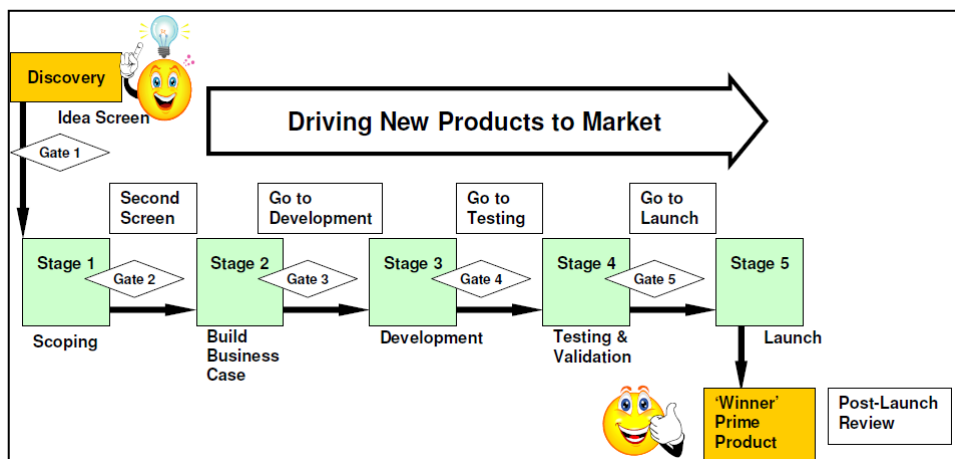 Discovery
Idea Screen
Driving New Products to Market
Gate 1
Second
Screen
Go to
Development
Go to
Testing
Go to
Launch
Stage 1
Gate 2
Stage 2
Gate 3
Stage 3
Gate 4
Stage 4
Gate 5
Stage 5
Scoping
Build
Business
Case
Development
Testing &
Validation
Launch
‘Winner’
Prime
Product
Post-Launch
Review